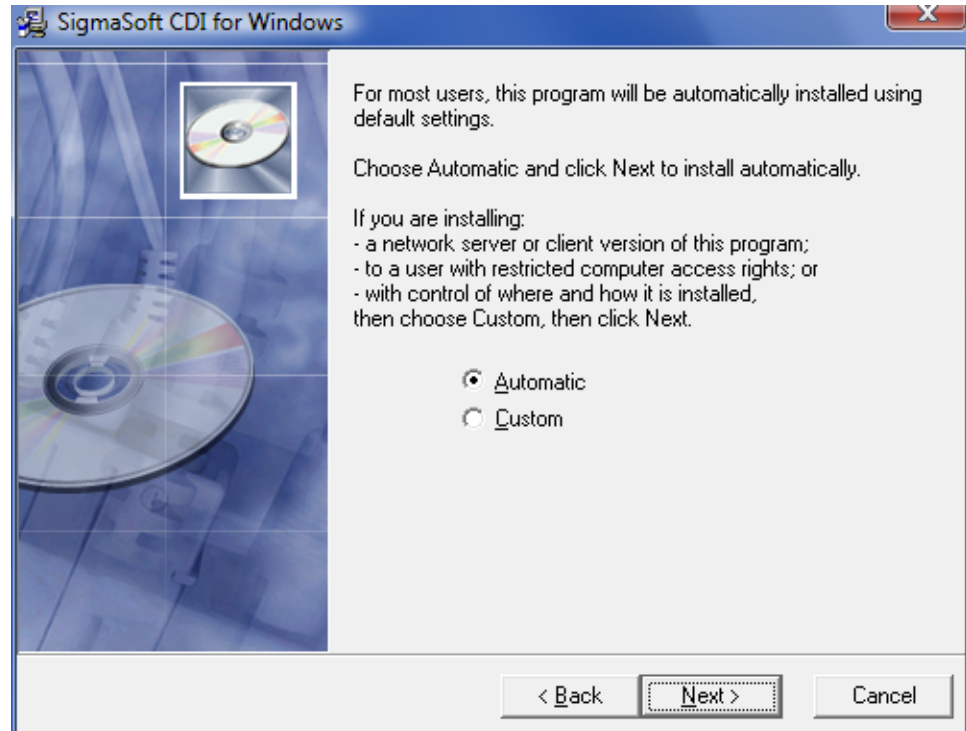 SigmaSoft CDI for Windows
For most users, this program will be automatically installed using
default settings.
Choose Automatic and click Next to install automatically.
If you are installing:
- a network server or client version of this program;
- to a user with restricted computer access rights; or
- with control of where and how it is installed,
then choose Custom, then click Next.
Automatic
Custom
< Back Next > Cancel